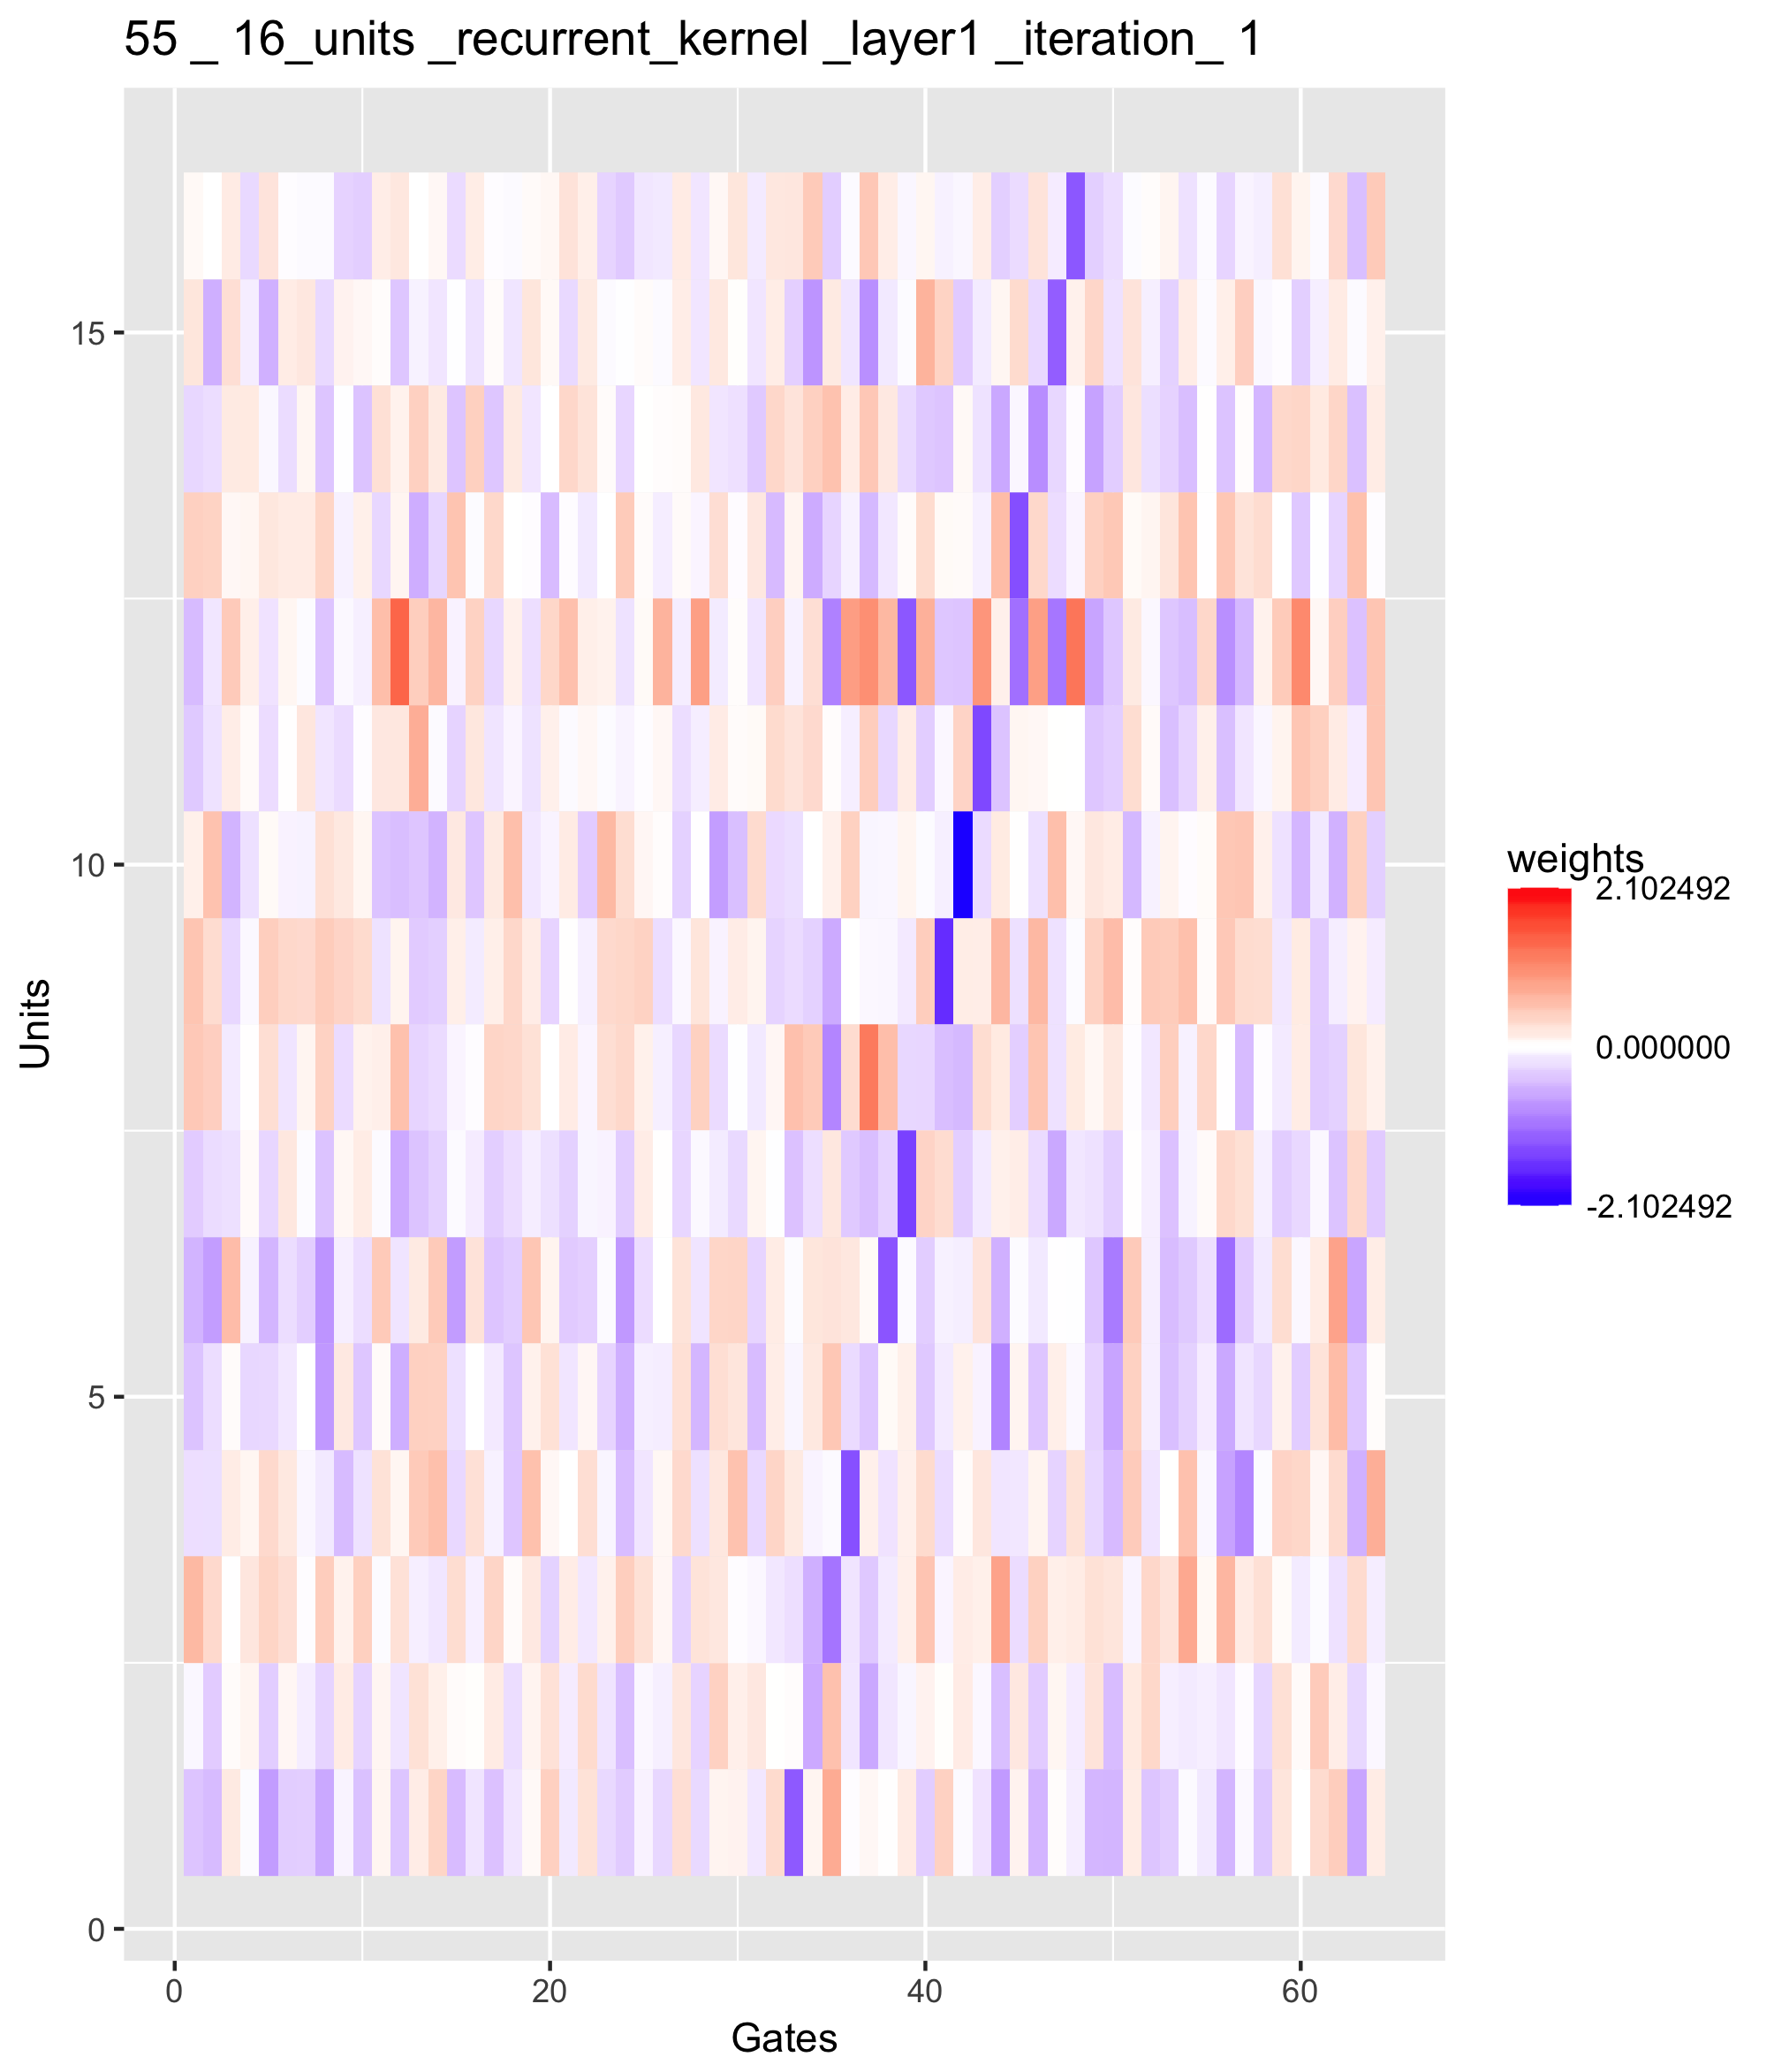 55 _ 16_units _recurrent_kernel _layer1 _iteration_ 1
15
10
5
0
Units
0 20 40 60
Gates
weights
2.102492
0.000000
-2.102492